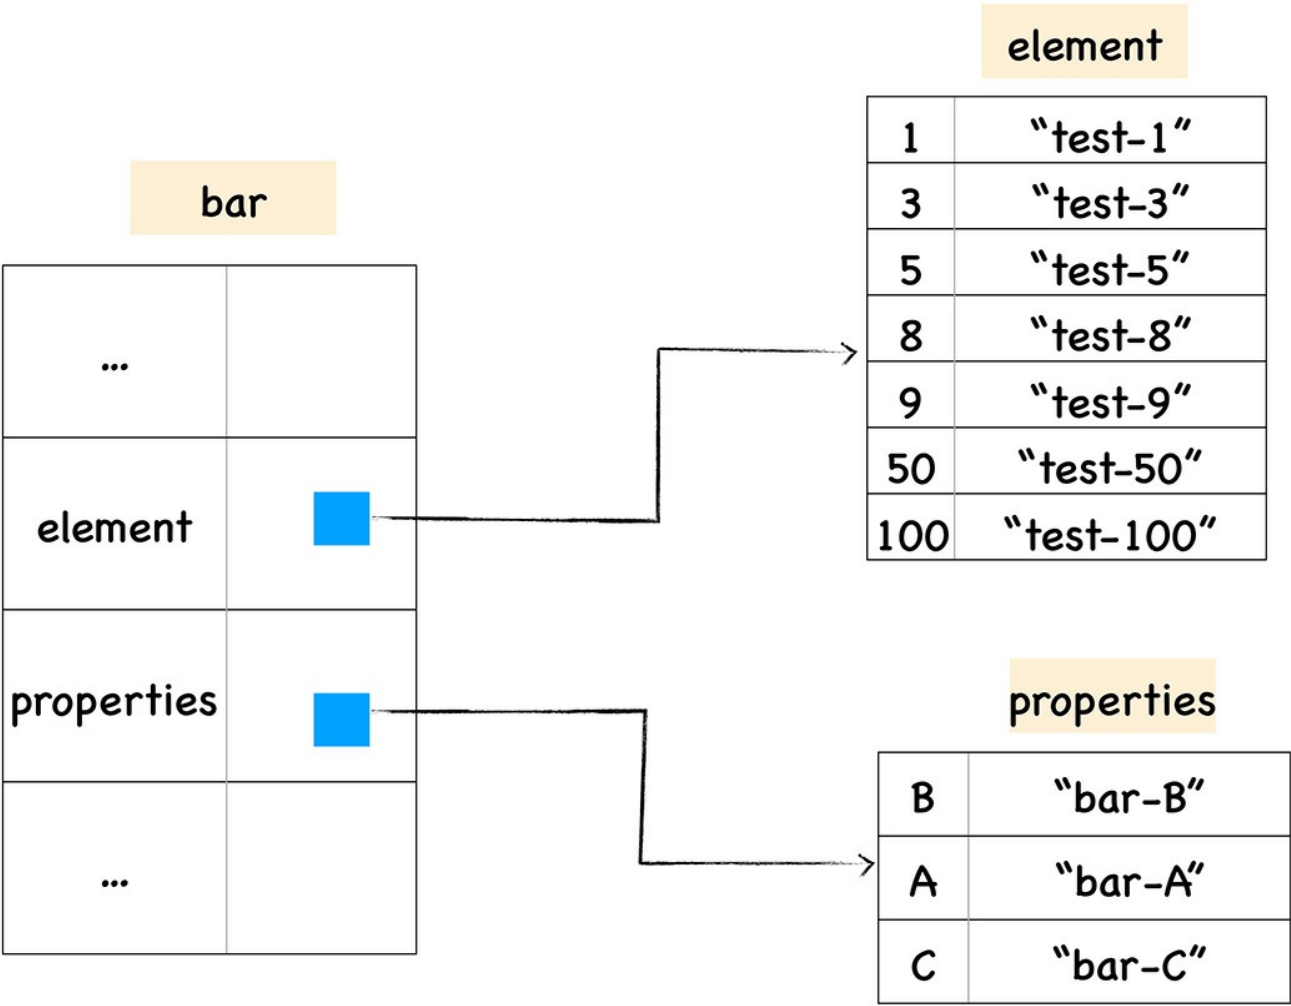 bar
...
element
properties
...
element
1 “test-1”
3 “test-3”
5 “test-5”
8 “test-8”
9 “test-9”
50 “test-50”
100 “test-100”
properties
B “bar-B”
A “bar-A”
C “bar-C”